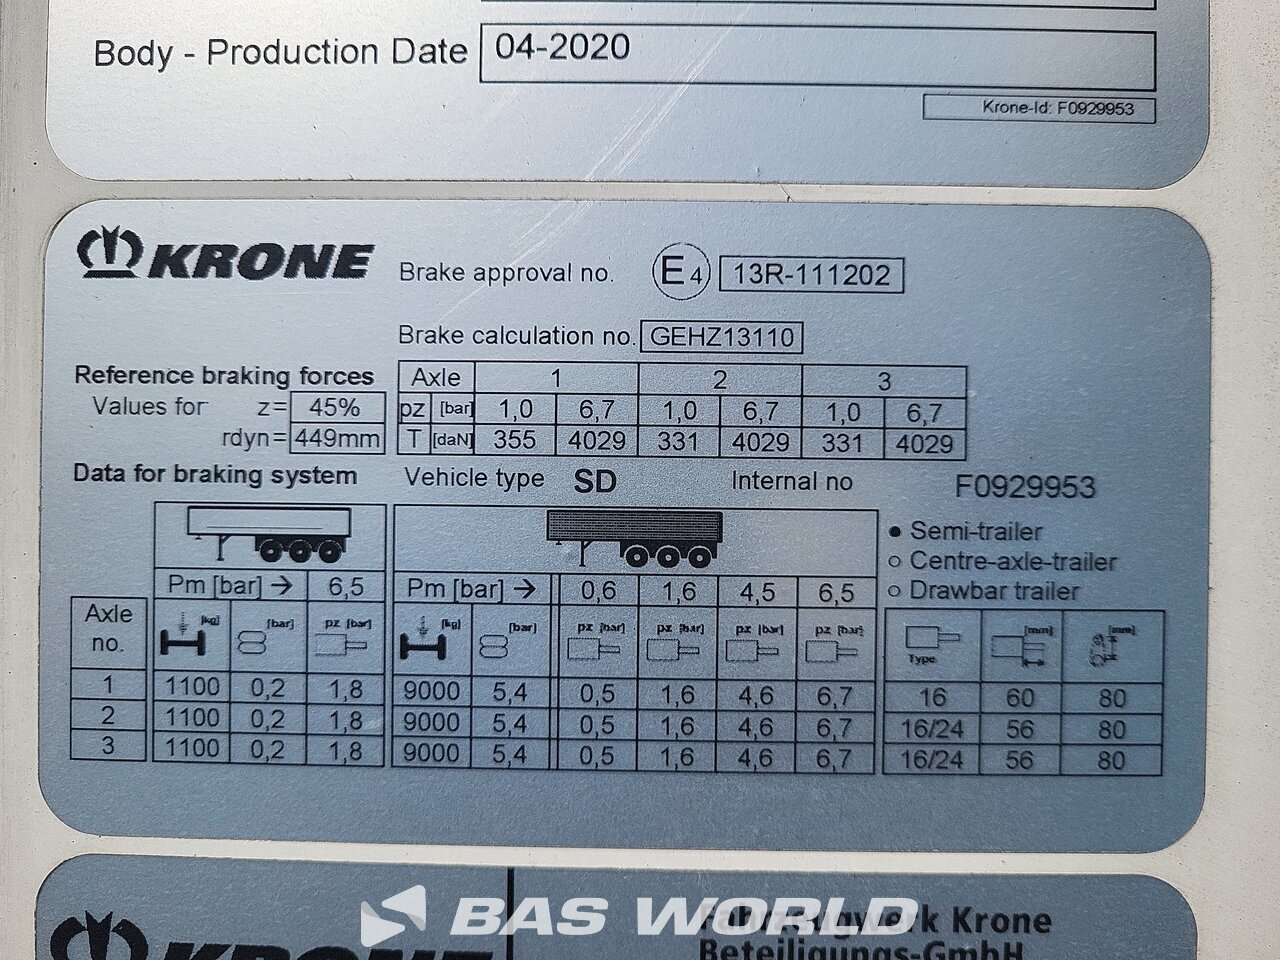 Body - Production Date 04-2020
Krone-Id: F0929953
KRONE Brake approval no. E4 13R-111202
Brake calculation no. GEHZ13110
Reference braking forces Axle 1 2 3
Values for z= 45% pz [bar] 1,0 6,7 1,0 6,7 1,0 6,7
rdyn= 449mm T [daN] 355 4029 331 4029 331 4029
Data for braking system Vehicle type SD Internal no F0929953
● Semi-trailer
○ Centre-axle-trailer
○ Drawbar trailer
Pm [bar] → 6,5 Pm [bar] → 0,6 1,6 4,5 6,5
Axle no. [kg] [bar] pz [bar] [kg] [bar] pz [bar] pz [bar] pz [bar] pz [bar] Type [mm] [mm]
1 1100 0,2 1,8 9000 5,4 0,5 1,6 4,6 6,7 16 60 80
2 1100 0,2 1,8 9000 5,4 0,5 1,6 4,6 6,7 16/24 56 80
3 1100 0,2 1,8 9000 5,4 0,5 1,6 4,6 6,7 16/24 56 80
BAS WORLD
KRONE Fahrzeugwerk Krone
Beteiligungs-GmbH